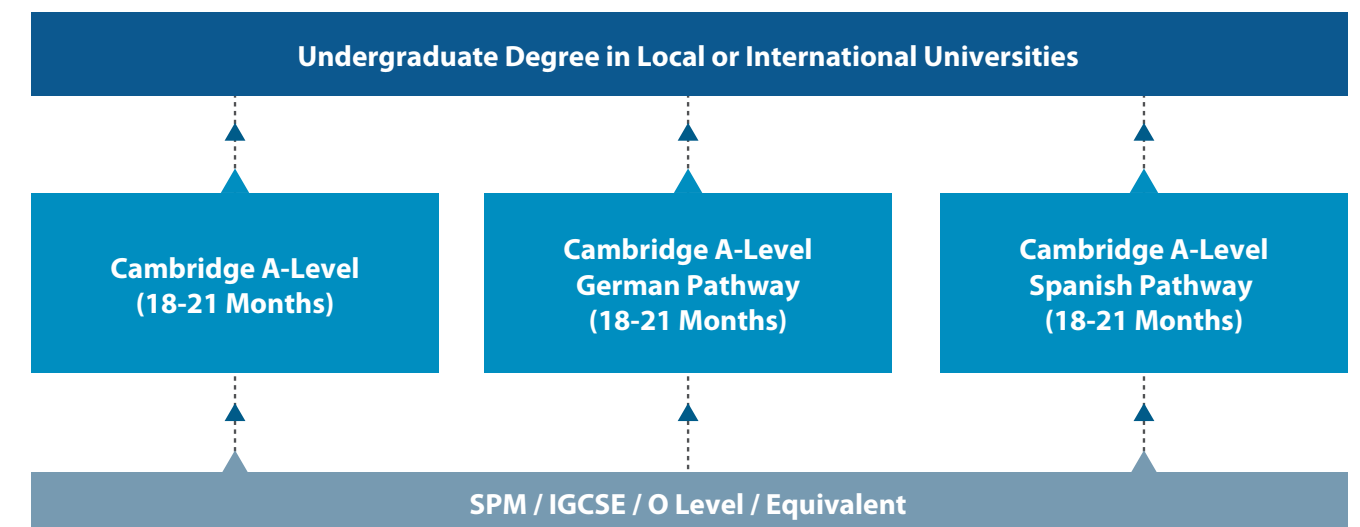 Undergraduate Degree in Local or International Universities
Cambridge A-Level
(18-21 Months)
Cambridge A-Level
German Pathway
(18-21 Months)
Cambridge A-Level
Spanish Pathway
(18-21 Months)
SPM / IGCSE / O Level / Equivalent